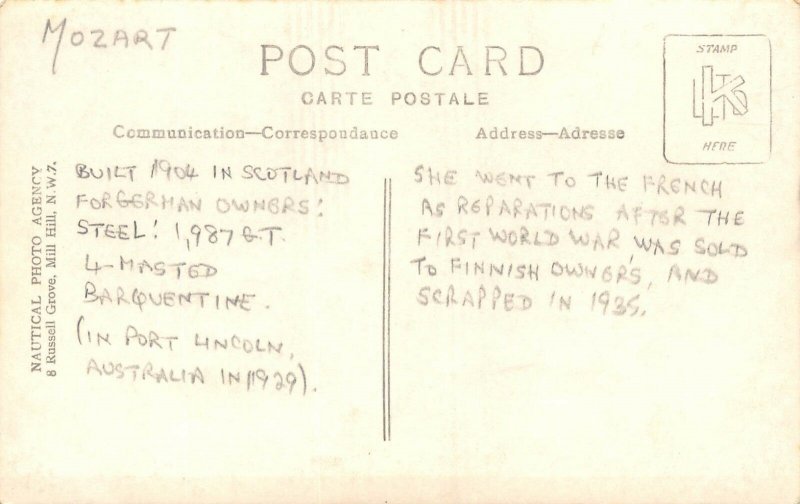 MOZART
POST CARD
CARTE POSTALE
STAMP
HERE
Communication—Correspondance
Address—Adresse
NAUTICAL PHOTO AGENCY
8 Russell Grove, Mill Hill, N.W.7.
BUILT 1904 IN SCOTLAND
FOR GERMAN OWNERS:
STEEL: 1,987 G.T.
4-MASTED
BARQUENTINE.
(IN PORT LINCOLN,
AUSTRALIA IN 1929).
SHE WENT TO THE FRENCH
AS REPARATIONS AFTER THE
FIRST WORLD WAR, WAS SOLD
TO FINNISH OWNERS, AND
SCRAPPED IN 1935.